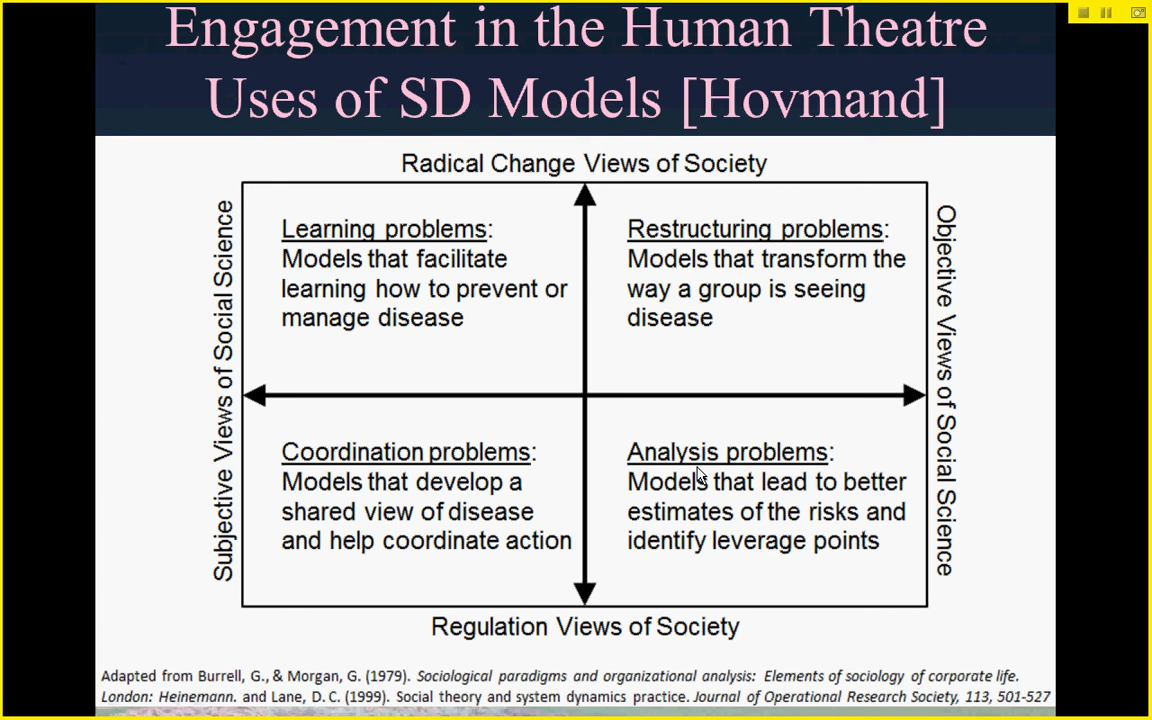 Engagement in the Human Theatre
Uses of SD Models [Hovmand]
Radical Change Views of Society
Subjective Views of Social Science
Learning problems:
Models that facilitate
learning how to prevent or
manage disease
Restructuring problems:
Models that transform the
way a group is seeing
disease
Objective Views of Social Science
Coordination problems:
Models that develop a
shared view of disease
and help coordinate action
Analysis problems:
Models that lead to better
estimates of the risks and
identify leverage points
Regulation Views of Society
Adapted from Burrell, G., & Morgan, G. (1979). Sociological paradigms and organizational analysis: Elements of sociology of corporate life.
London: Heinemann. and Lane, D. C. (1999). Social theory and system dynamics practice. Journal of Operational Research Society, 113, 501-527